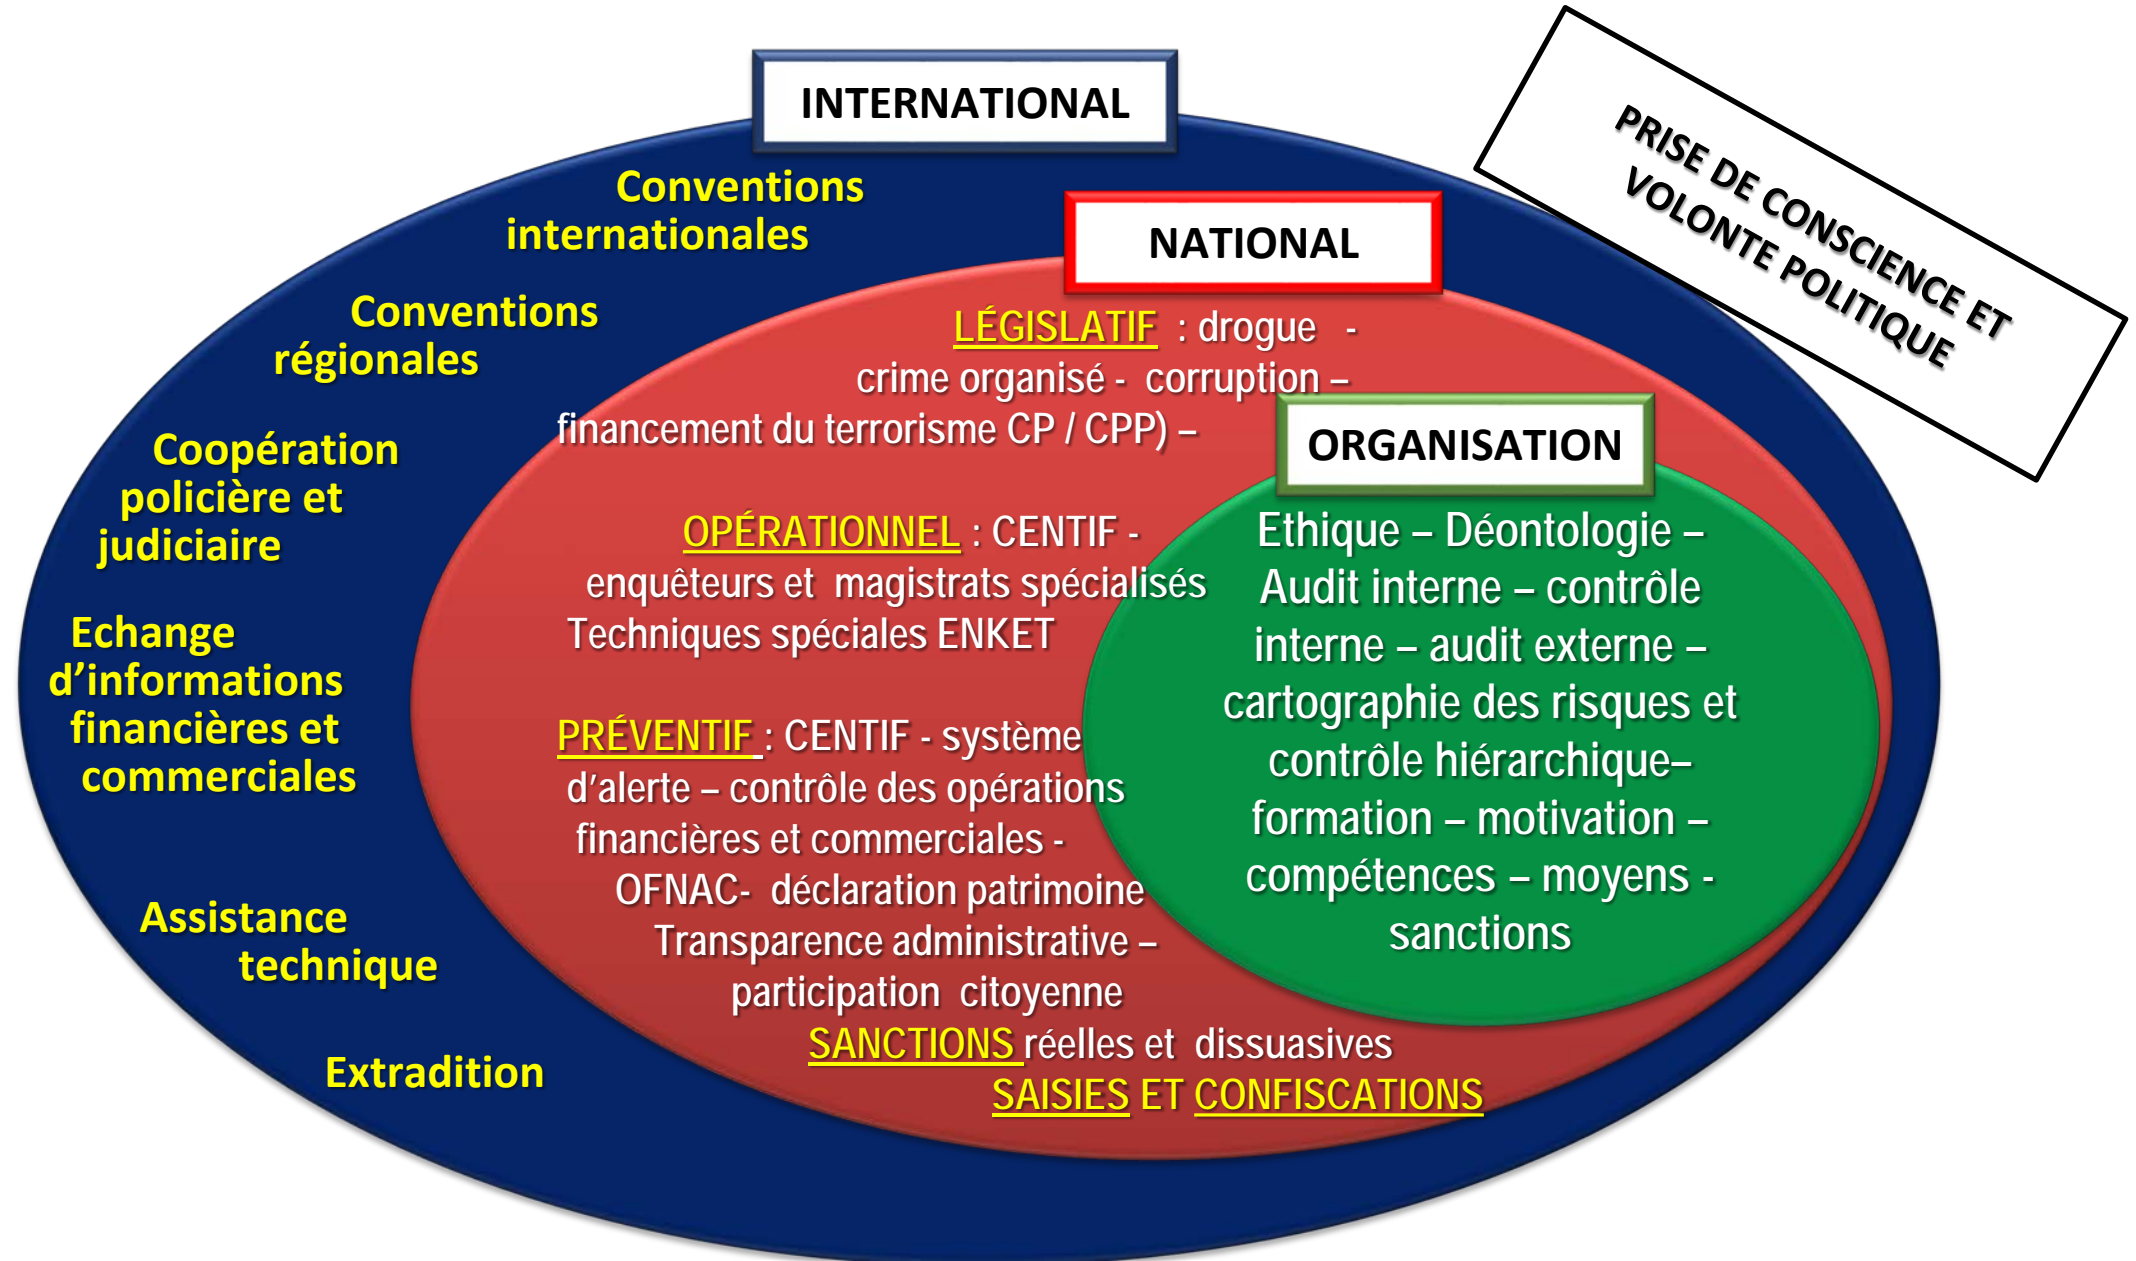 INTERNATIONAL
PRISE DE CONSCIENCE ET
VOLONTE POLITIQUE
Conventions
internationales
Conventions
régionales
Coopération
policière et
judiciaire
Echange
d'informations
financières et
commerciales
Assistance
technique
Extradition
NATIONAL
LÉGISLATIF : drogue -
crime organisé - corruption –
financement du terrorisme CP / CPP) –
OPÉRATIONNEL : CENTIF -
enquêteurs et magistrats spécialisés
Techniques spéciales ENKET
PRÉVENTIF : CENTIF - système
d'alerte – contrôle des opérations
financières et commerciales -
OFNAC- déclaration patrimoine
Transparence administrative –
participation citoyenne
SANCTIONS réelles et dissuasives
SAISIES ET CONFISCATIONS
ORGANISATION
Ethique – Déontologie –
Audit interne – contrôle
interne – audit externe –
cartographie des risques et
contrôle hiérarchique–
formation – motivation –
compétences – moyens -
sanctions